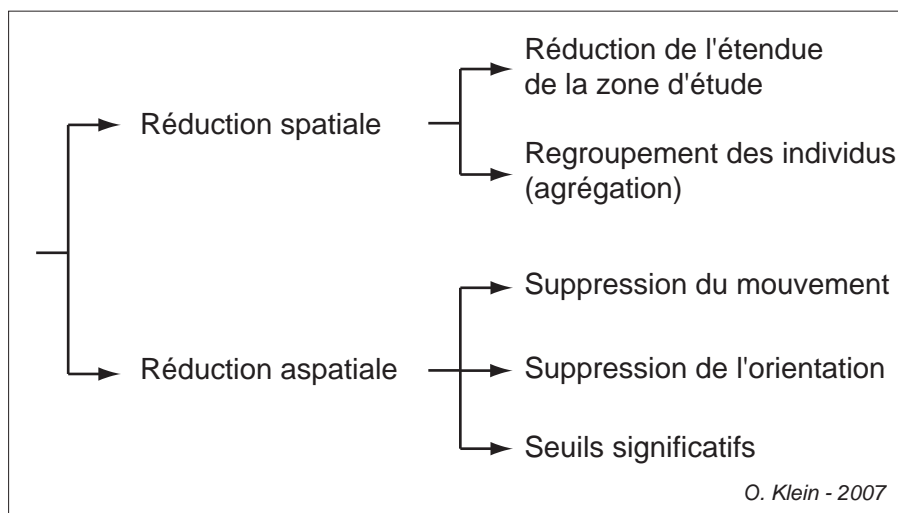 Réduction spatiale
Réduction de l'étendue
de la zone d'étude
Regroupement des individus
(agrégation)
Réduction aspatiale
Suppression du mouvement
Suppression de l'orientation
Seuils significatifs
O. Klein - 2007